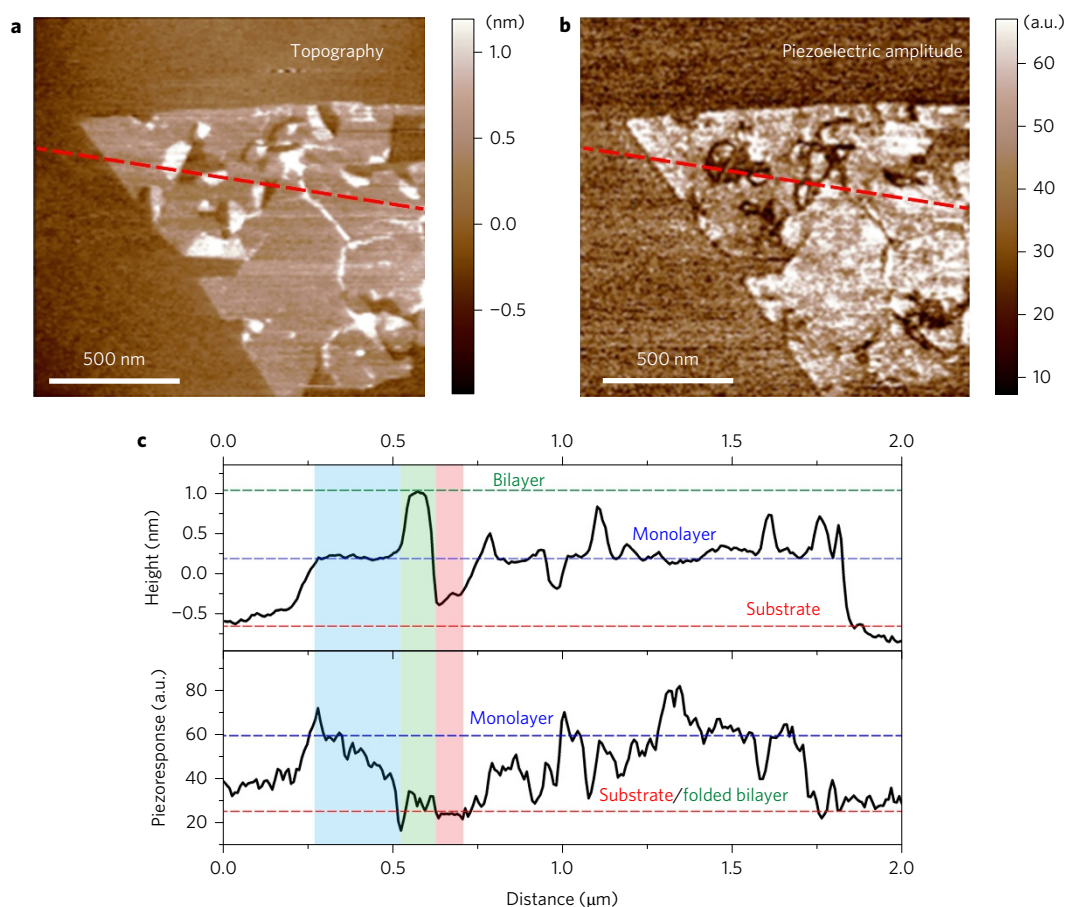 a
(nm)
Topography
1.0
0.5
0.0
−0.5
500 nm
b
(a.u.)
Piezoelectric amplitude
60
50
40
30
20
10
500 nm
c
0.0 0.5 1.0 1.5 2.0
Height (nm)
1.0
0.5
0.0
−0.5
Bilayer
Monolayer
Substrate
Piezoresponse (a.u.)
80
60
40
20
Monolayer
Substrate/folded bilayer
0.0 0.5 1.0 1.5 2.0
Distance (μm)